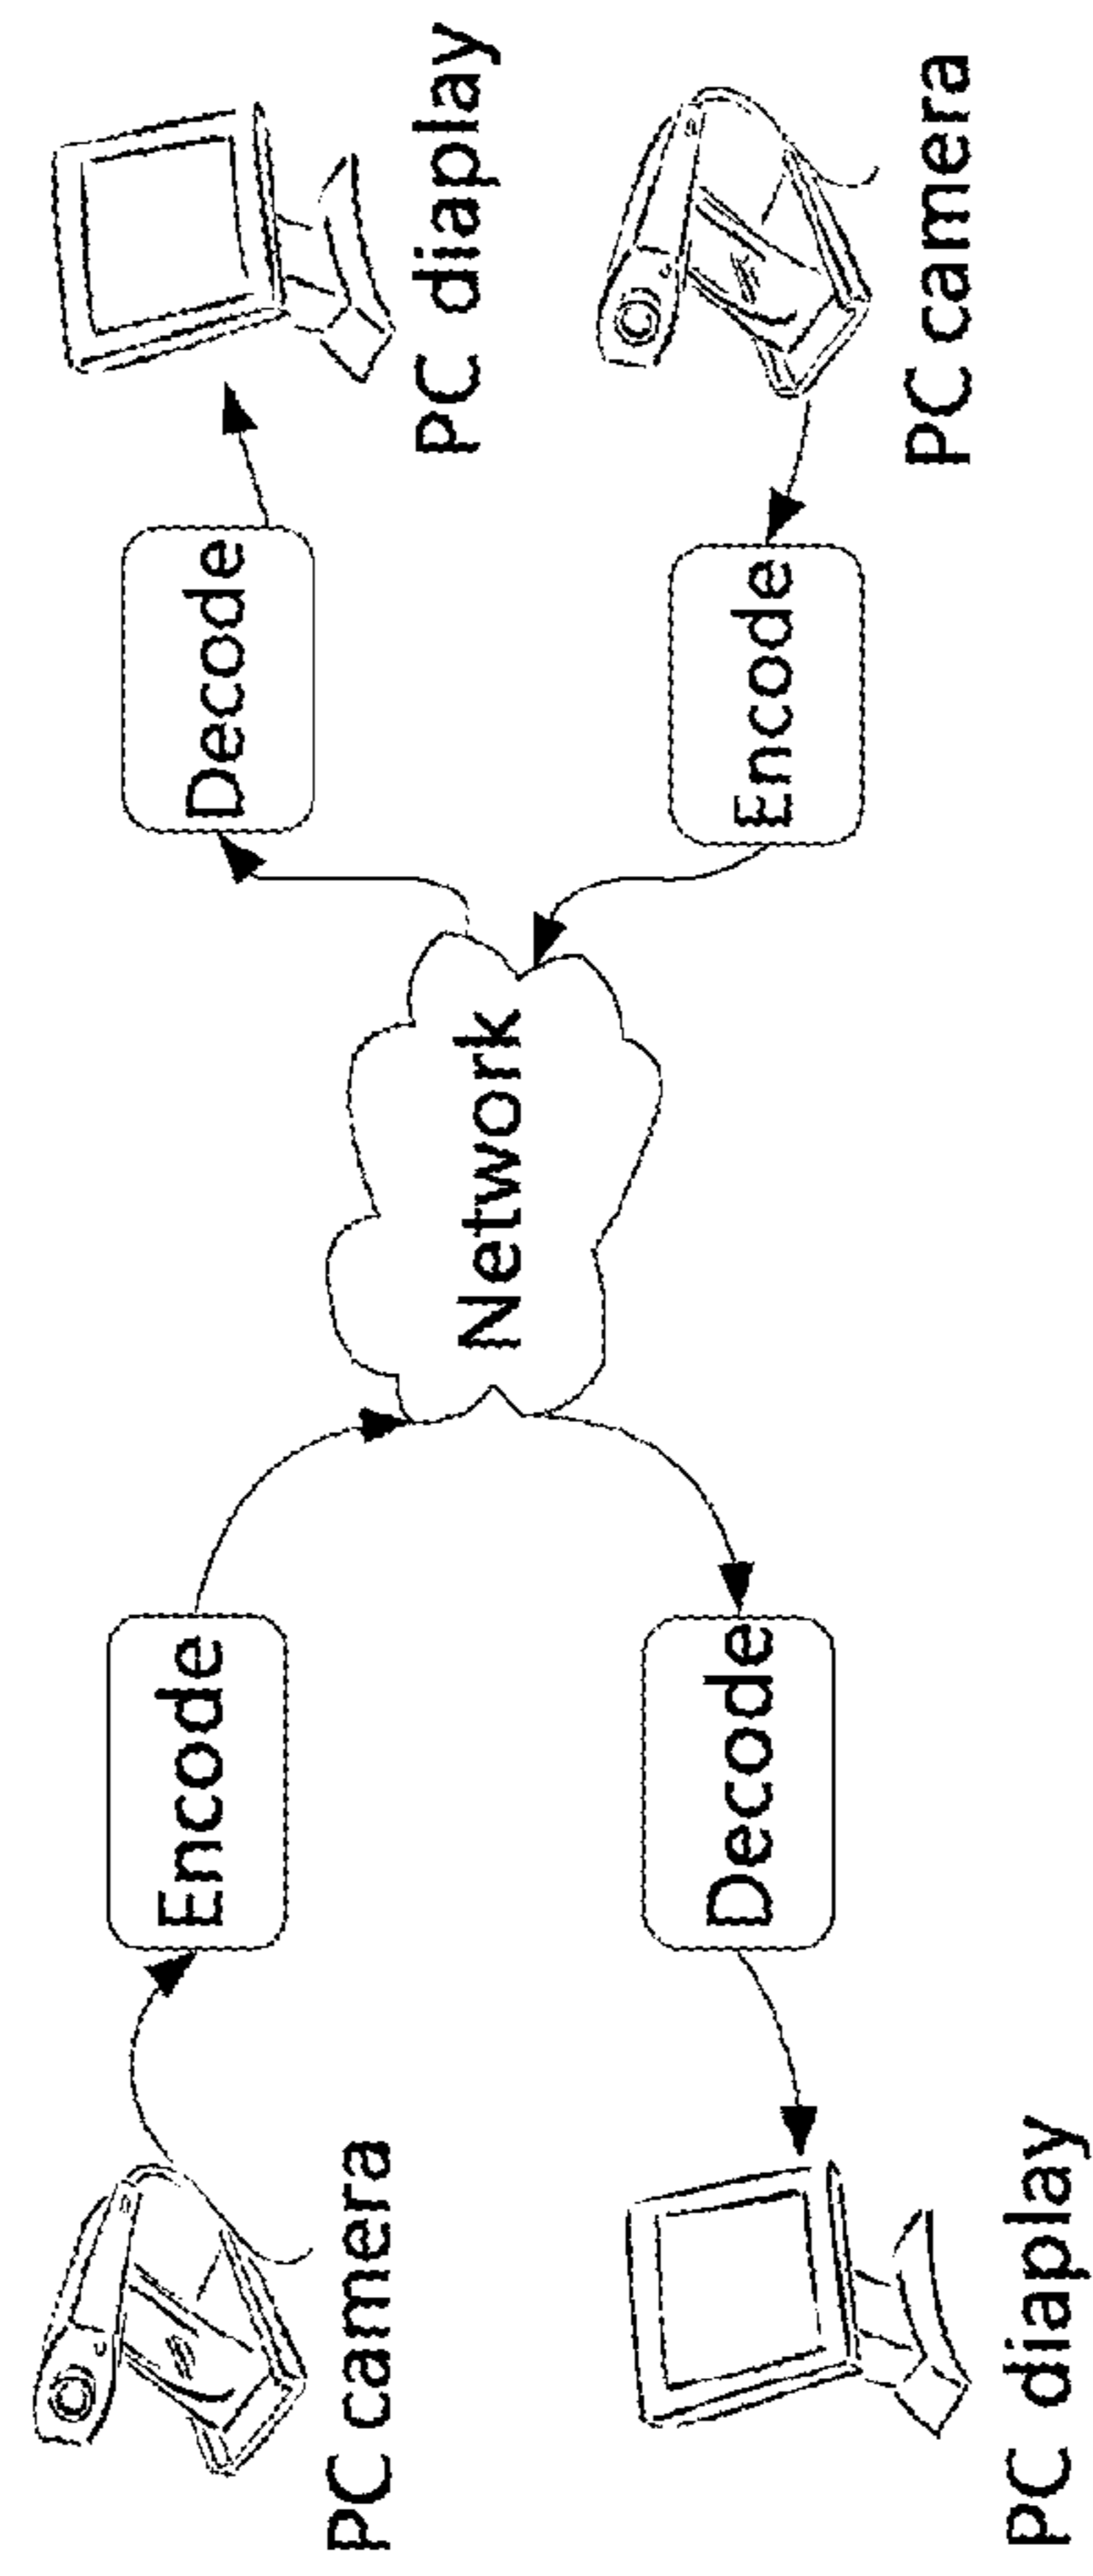 PC camera
Encode
Network
Decode
PC diaplay
PC diaplay
Decode
Encode
PC camera